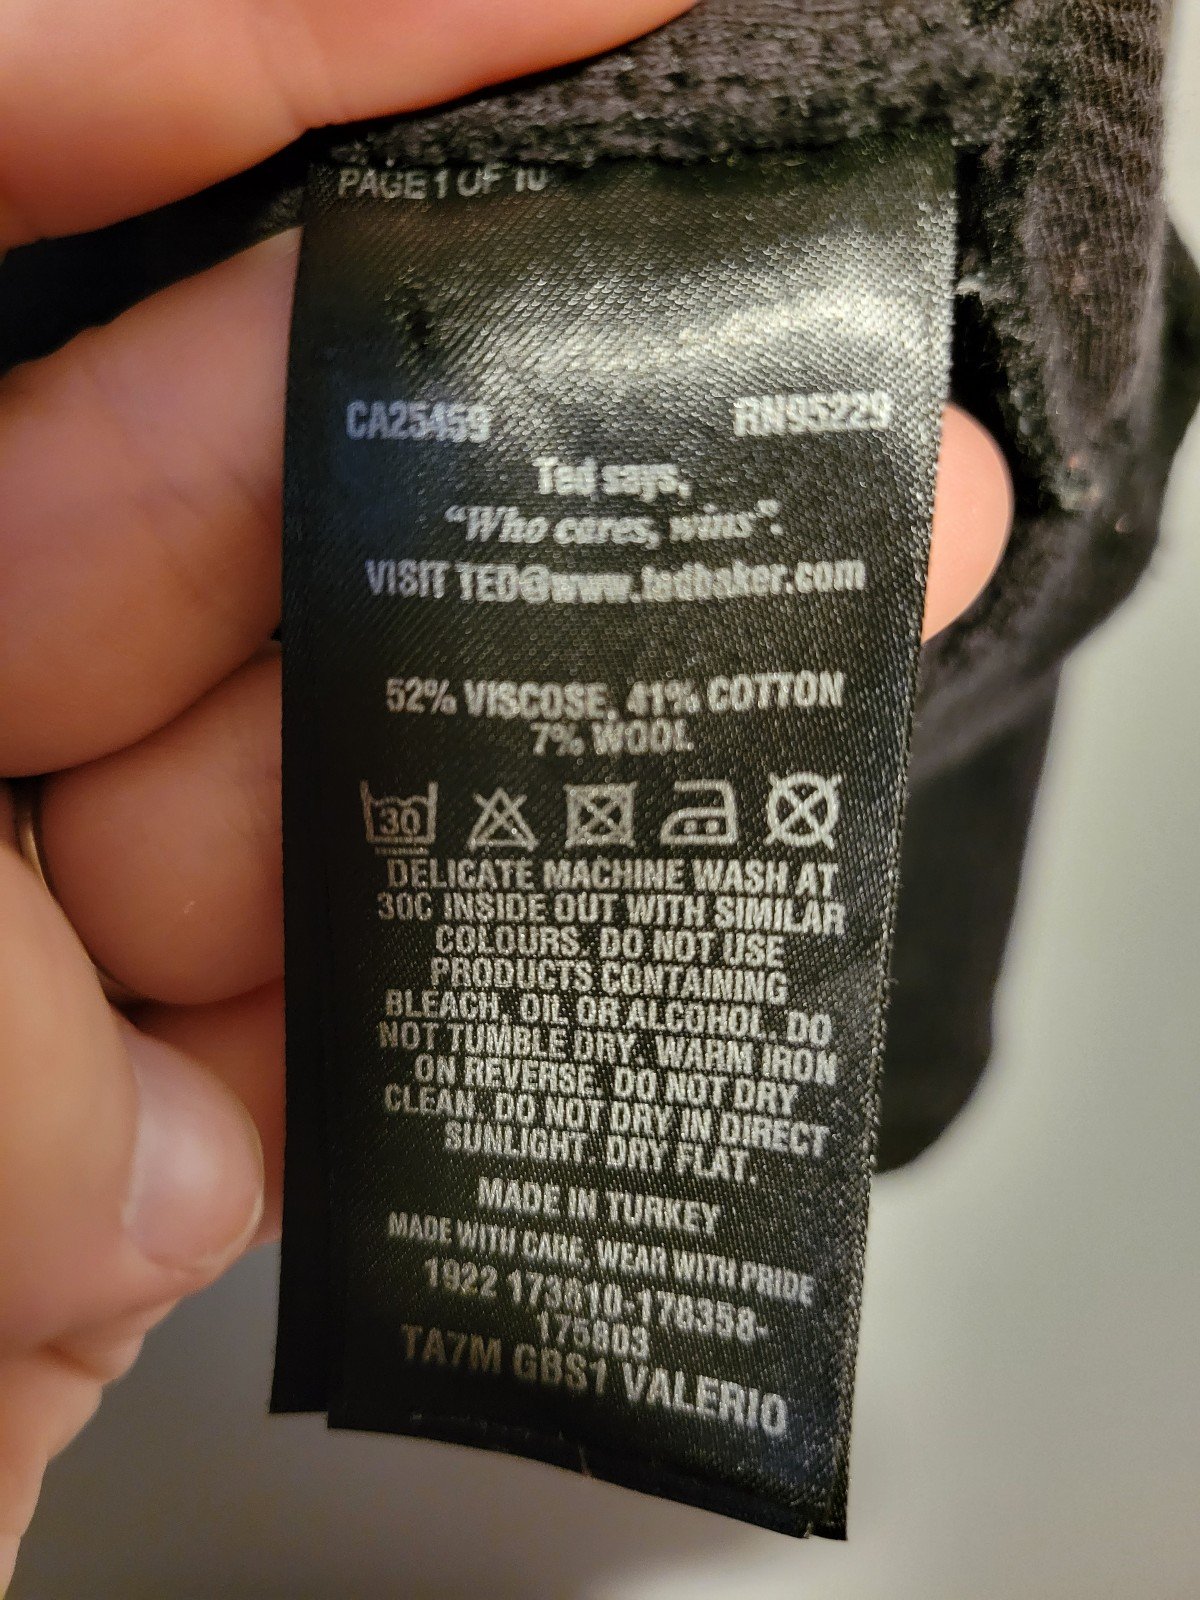 PAGE 1 OF 10
CA25459 RN95229
Ted says,
“Who cares, wins”.
VISIT TED@www.tedbaker.com
52% VISCOSE, 41% COTTON
7% WOOL
30
DELICATE MACHINE WASH AT
30C INSIDE OUT WITH SIMILAR
COLOURS. DO NOT USE
PRODUCTS CONTAINING
BLEACH, OIL OR ALCOHOL. DO
NOT TUMBLE DRY. WARM IRON
ON REVERSE. DO NOT DRY
CLEAN. DO NOT DRY IN DIRECT
SUNLIGHT. DRY FLAT.
MADE IN TURKEY
MADE WITH CARE, WEAR WITH PRIDE
1922 173610-178358-
175803
TA7M GBS1 VALERIO